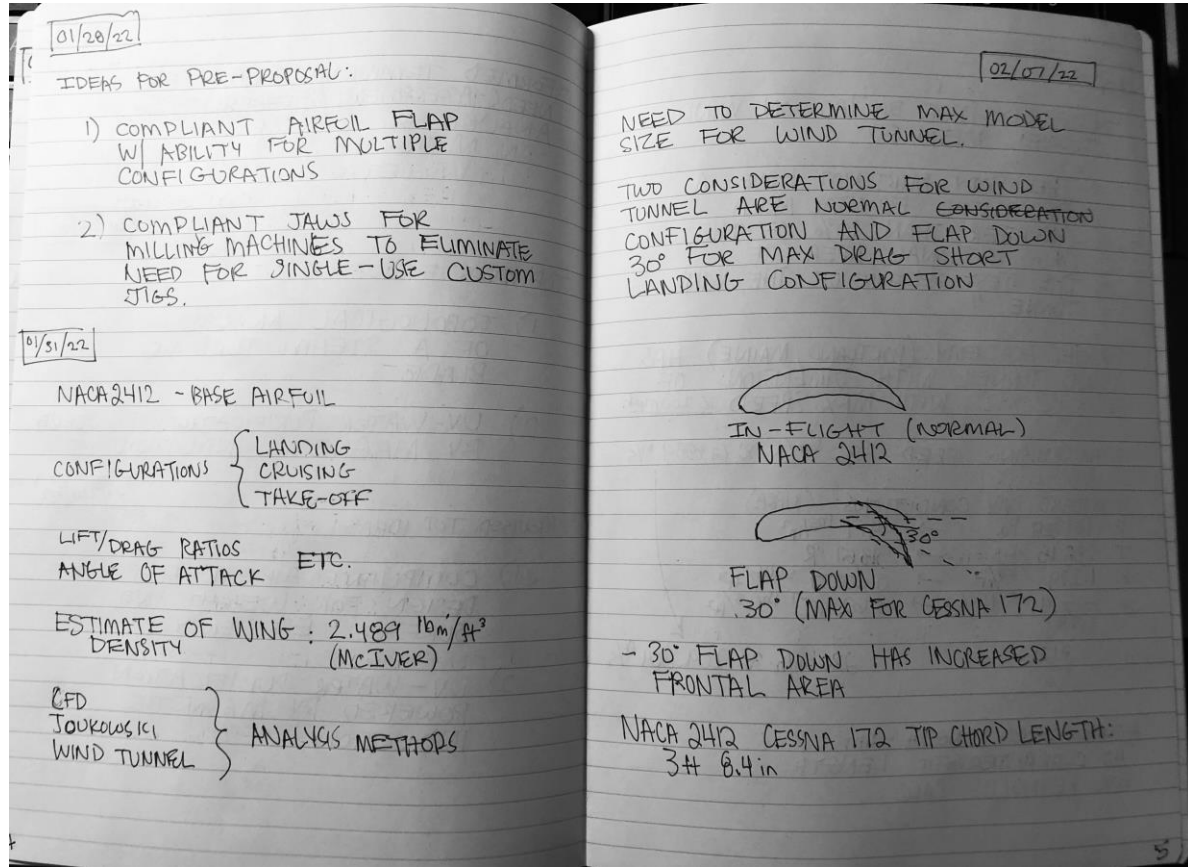 01/28/22
IDEAS FOR PRE-PROPOSAL:
1) COMPLIANT AIRFOIL FLAP
W/ ABILITY FOR MULTIPLE
CONFIGURATIONS
2) COMPLIANT JAWS FOR
MILLING MACHINES TO ELIMINATE
NEED FOR SINGLE-USE CUSTOM
JIGS.
01/31/22
NACA2412 - BASE AIRFOIL
CONFIGURATIONS { LANDING
CRUISING
TAKE-OFF
LIFT/DRAG RATIOS
ANGLE OF ATTACK ETC.
ESTIMATE OF WING : 2.489 lbm/ft³
DENSITY (MCIVER)
CFD
JOUKOWSKI
WIND TUNNEL } ANALYSIS METHODS
02/07/22
NEED TO DETERMINE MAX MODEL
SIZE FOR WIND TUNNEL.
TWO CONSIDERATIONS FOR WIND
TUNNEL ARE NORMAL CONSIDERATION
CONFIGURATION AND FLAP DOWN
30° FOR MAX DRAG SHORT
LANDING CONFIGURATION
IN-FLIGHT (NORMAL)
NACA 2412
30°
FLAP DOWN
30° (MAX FOR CESSNA 172)
- 30° FLAP DOWN HAS INCREASED
FRONTAL AREA
NACA 2412 CESSNA 172 TIP CHORD LENGTH:
3ft 8.4in
5